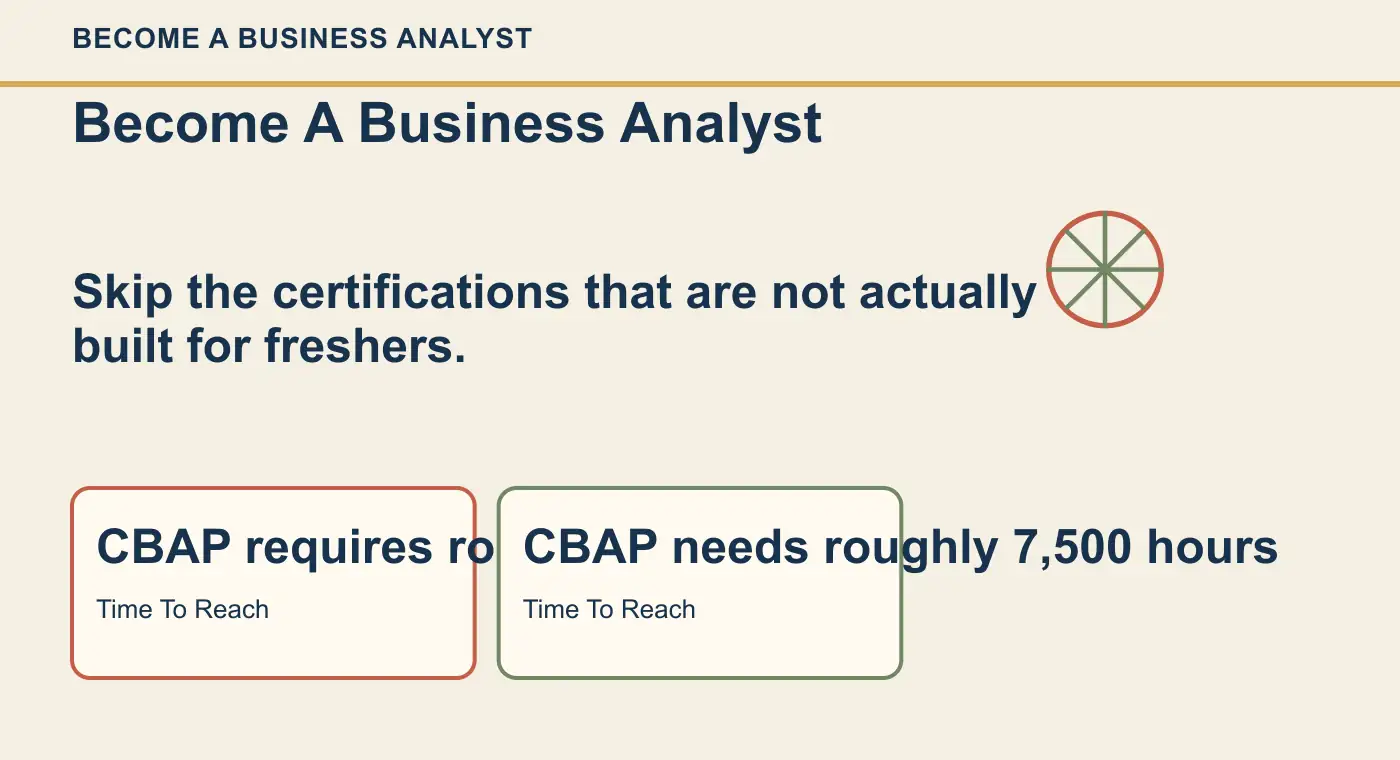 BECOME A BUSINESS ANALYST
Become A Business Analyst
Skip the certifications that are not actually
built for freshers.
CBAP requires ro
CBAP needs roughly 7,500 hours
Time To Reach
Time To Reach